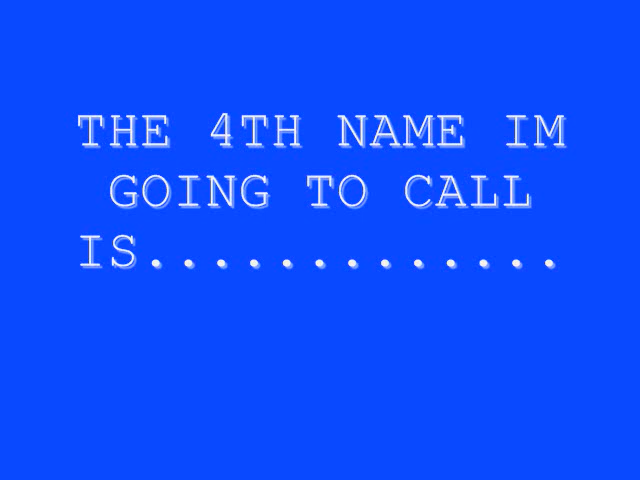 THE 4TH NAME IM
GOING TO CALL
IS.............